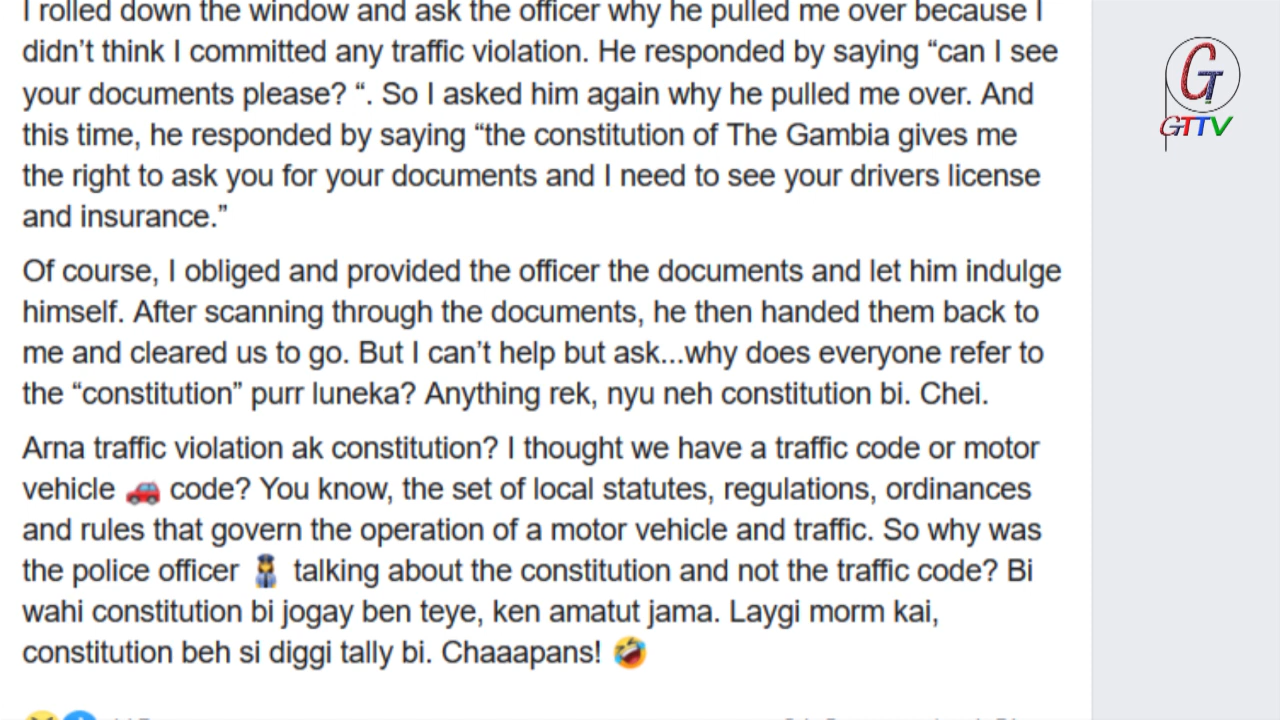 I rolled down the window and ask the officer why he pulled me over because I
didn’t think I committed any traffic violation. He responded by saying “can I see
your documents please? “. So I asked him again why he pulled me over. And
this time, he responded by saying “the constitution of The Gambia gives me
the right to ask you for your documents and I need to see your drivers license
and insurance.”
Of course, I obliged and provided the officer the documents and let him indulge
himself. After scanning through the documents, he then handed them back to
me and cleared us to go. But I can’t help but ask...why does everyone refer to
the “constitution” purr luneka? Anything rek, nyu neh constitution bi. Chei.
Arna traffic violation ak constitution? I thought we have a traffic code or motor
vehicle 🚗 code? You know, the set of local statutes, regulations, ordinances
and rules that govern the operation of a motor vehicle and traffic. So why was
the police officer 👮‍♀️ talking about the constitution and not the traffic code? Bi
wahi constitution bi jogay ben teye, ken amatut jama. Laygi morm kai,
constitution beh si diggi tally bi. Chaaapans! 🤣
GT
GTTV